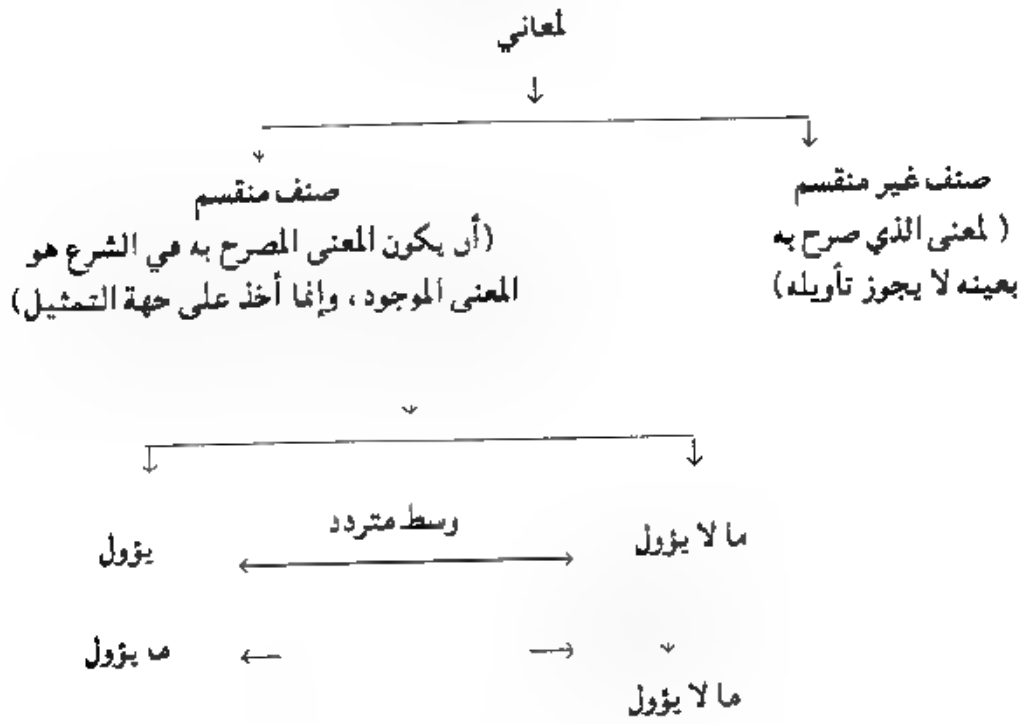 لمعاني
صنف غير منقسم
( لمعنى الذي صرح به
بعينه لا يجوز تأويله)
صنف منقسم
(أن يكون المعنى المصرح به في الشرع هو
المعنى الموجود ، وإنما أخذ على جهة التمثيل)
ما لا يؤول
وسط متردد
يؤول
ما يؤول
ما لا يؤول